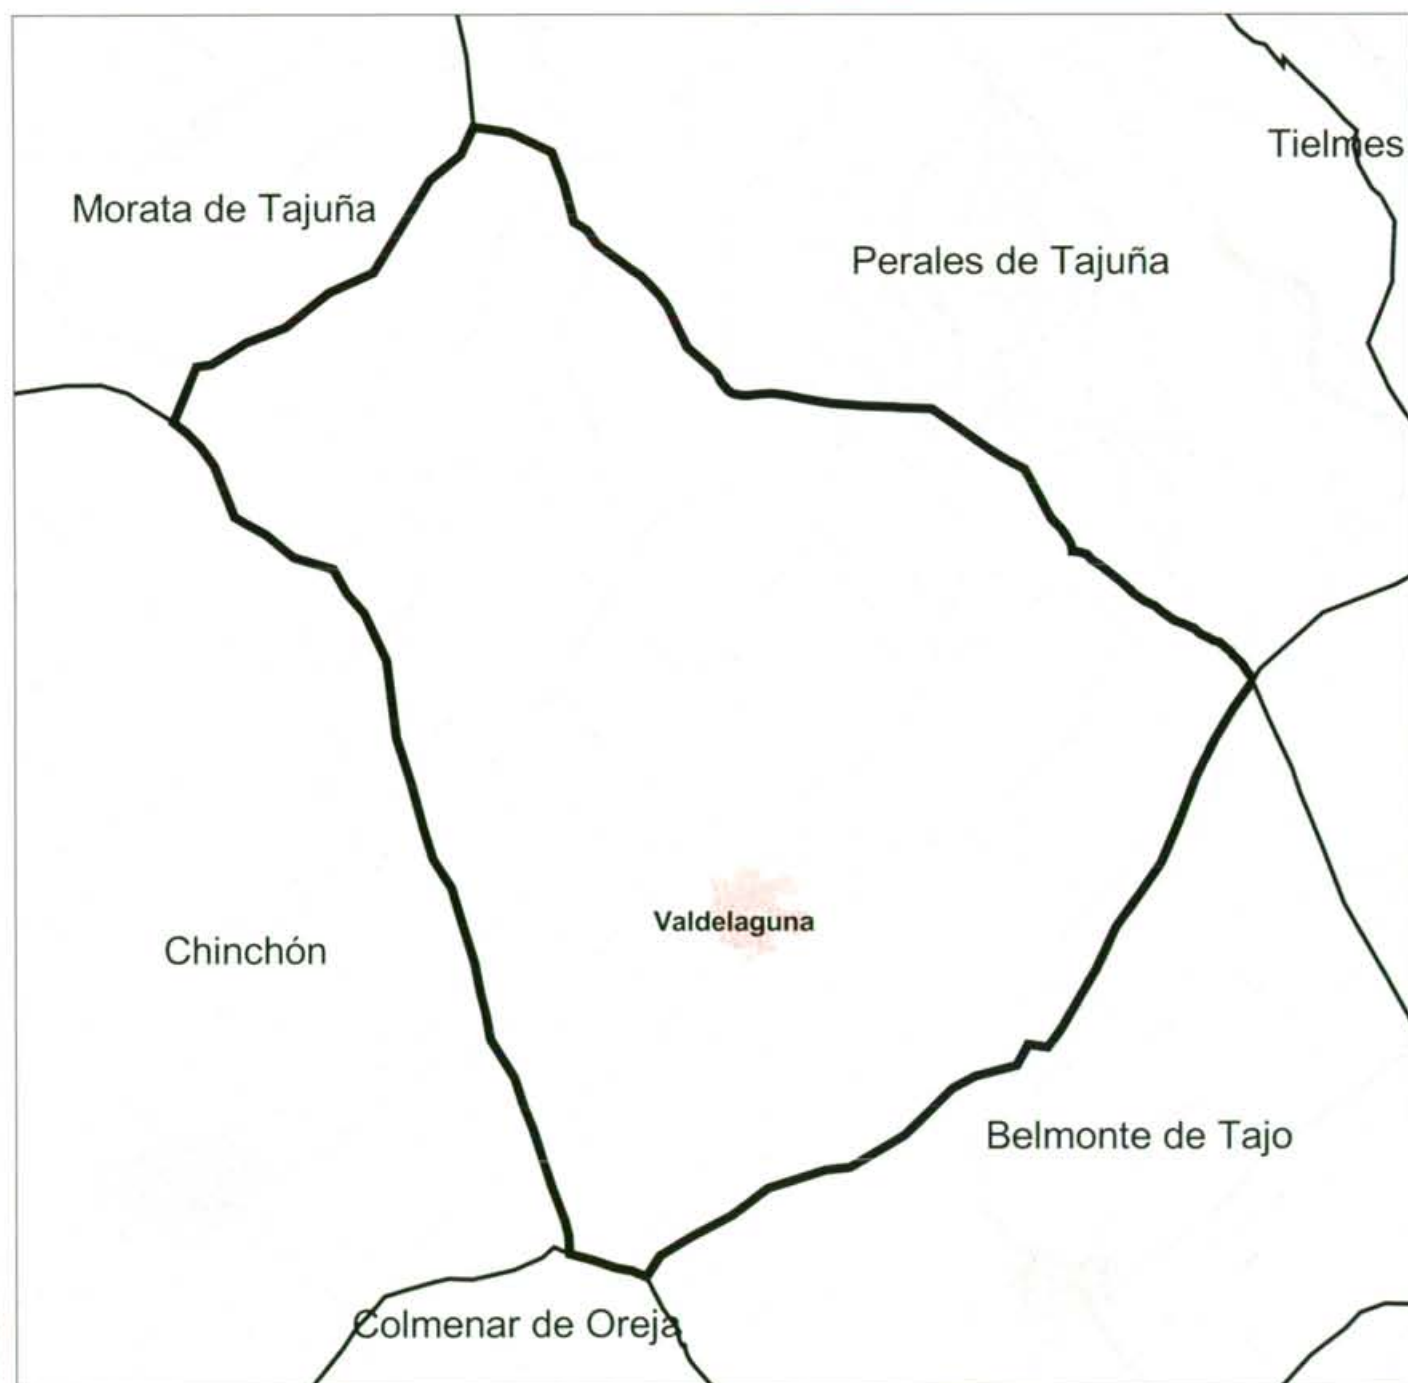 Tielmes
Morata de Tajuña
Perales de Tajuña
Valdelaguna
Chinchón
Belmonte de Tajo
Colmenar de Oreja